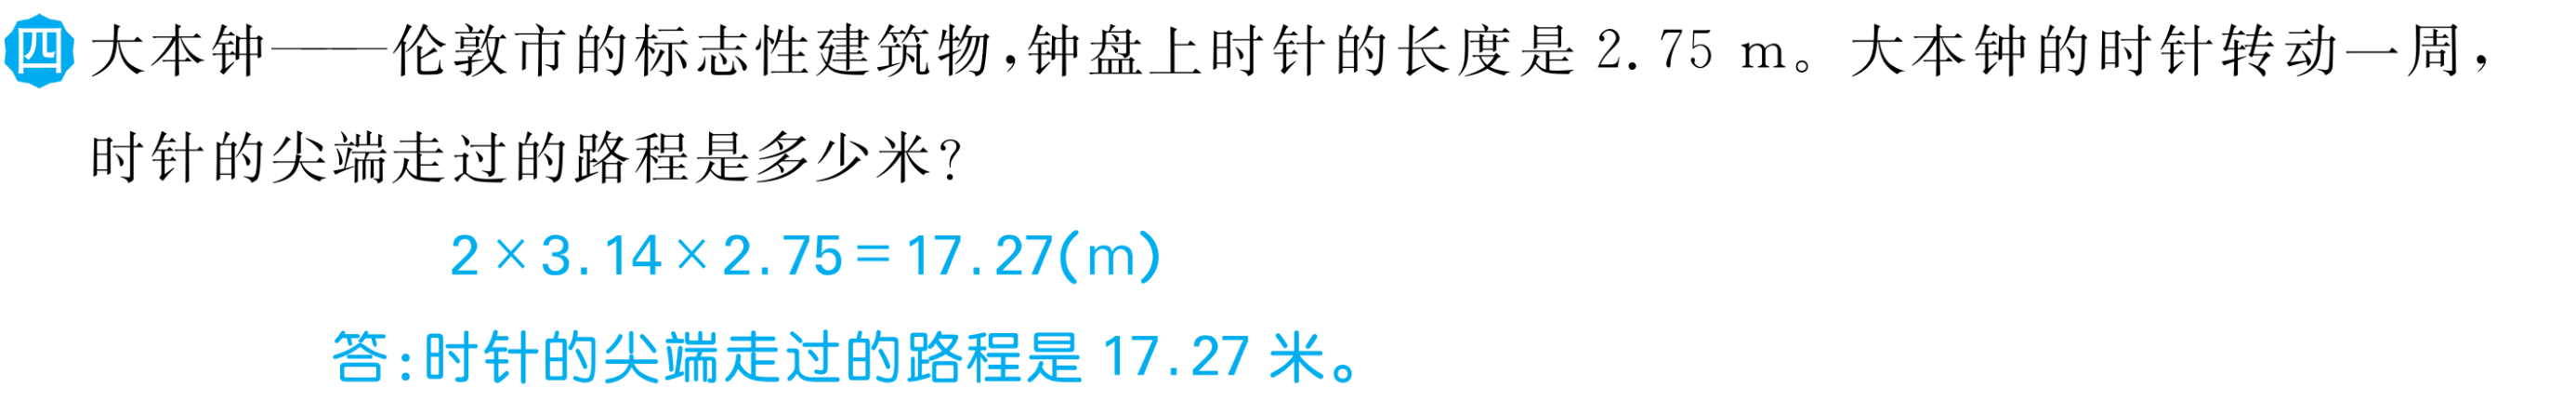 四 大本钟——伦敦市的标志性建筑物,钟盘上时针的长度是 2.75 m。大本钟的时针转动一周,
时针的尖端走过的路程是多少米?
2×3.14×2.75=17.27(m)
答:时针的尖端走过的路程是 17.27 米。